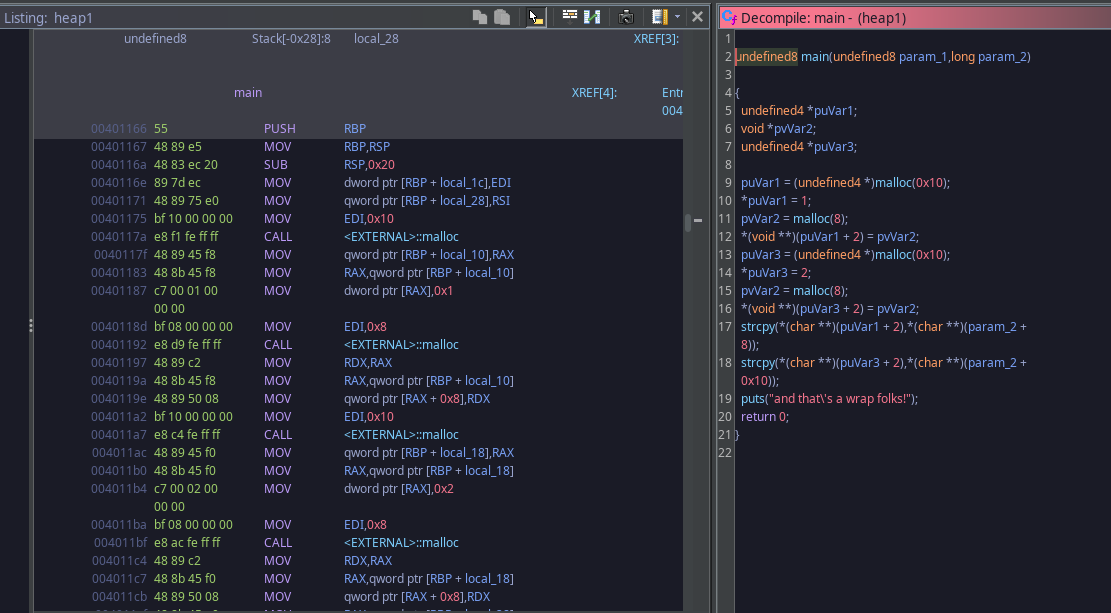 Listing: heap1
undefined8 Stack[-0x28]:8 local_28 XREF[3]:
main XREF[4]: Entr
004
00401166 55 PUSH RBP
00401167 48 89 e5 MOV RBP,RSP
0040116a 48 83 ec 20 SUB RSP,0x20
0040116e 89 7d ec MOV dword ptr [RBP + local_1c],EDI
00401171 48 89 75 e0 MOV qword ptr [RBP + local_28],RSI
00401175 bf 10 00 00 00 MOV EDI,0x10
0040117a e8 f1 fe ff ff CALL <EXTERNAL>::malloc
0040117f 48 89 45 f8 MOV qword ptr [RBP + local_10],RAX
00401183 48 8b 45 f8 MOV RAX,qword ptr [RBP + local_10]
00401187 c7 00 01 00 MOV dword ptr [RAX],0x1
00 00
0040118d bf 08 00 00 00 MOV EDI,0x8
00401192 e8 d9 fe ff ff CALL <EXTERNAL>::malloc
00401197 48 89 c2 MOV RDX,RAX
0040119a 48 8b 45 f8 MOV RAX,qword ptr [RBP + local_10]
0040119e 48 89 50 08 MOV qword ptr [RAX + 0x8],RDX
004011a2 bf 10 00 00 00 MOV EDI,0x10
004011a7 e8 c4 fe ff ff CALL <EXTERNAL>::malloc
004011ac 48 89 45 f0 MOV qword ptr [RBP + local_18],RAX
004011b0 48 8b 45 f0 MOV RAX,qword ptr [RBP + local_18]
004011b4 c7 00 02 00 MOV dword ptr [RAX],0x2
00 00
004011ba bf 08 00 00 00 MOV EDI,0x8
004011bf e8 ac fe ff ff CALL <EXTERNAL>::malloc
004011c4 48 89 c2 MOV RDX,RAX
004011c7 48 8b 45 f0 MOV RAX,qword ptr [RBP + local_18]
004011cb 48 89 50 08 MOV qword ptr [RAX + 0x8],RDX
Decompile: main - (heap1)
1
2 undefined8 main(undefined8 param_1,long param_2)
3
4 {
5 undefined4 *puVar1;
6 void *pvVar2;
7 undefined4 *puVar3;
8
9 puVar1 = (undefined4 *)malloc(0x10);
10 *puVar1 = 1;
11 pvVar2 = malloc(8);
12 *(void **)(puVar1 + 2) = pvVar2;
13 puVar3 = (undefined4 *)malloc(0x10);
14 *puVar3 = 2;
15 pvVar2 = malloc(8);
16 *(void **)(puVar3 + 2) = pvVar2;
17 strcpy(*(char **)(puVar1 + 2),*(char **)(param_2 +
8));
18 strcpy(*(char **)(puVar3 + 2),*(char **)(param_2 +
0x10));
19 puts("and that\'s a wrap folks!");
20 return 0;
21 }
22